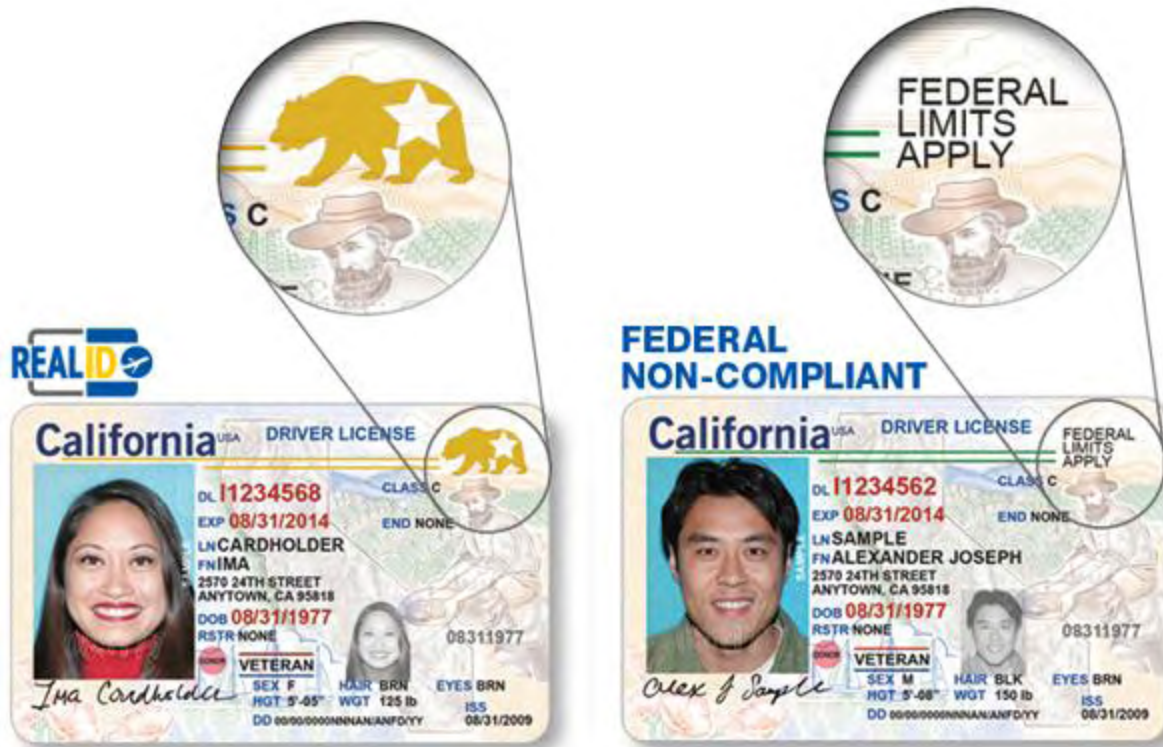 FEDERAL
LIMITS
APPLY
S C
S C
REAL ID
FEDERAL
NON-COMPLIANT
California USA DRIVER LICENSE
DL I1234568 CLASS C
EXP 08/31/2014 END NONE
LN CARDHOLDER
FN IMA
2570 24TH STREET
ANYTOWN, CA 95818
DOB 08/31/1977
RSTR NONE 08311977
DONOR VETERAN
Ima Cardholder
SEX F HAIR BRN EYES BRN
HGT 5'-05" WGT 125 lb ISS
DD 00/00/0000NNNAN/ANFD/YY 08/31/2009
California USA DRIVER LICENSE
FEDERAL
LIMITS
APPLY
DL I1234562 CLASS C
EXP 08/31/2014 END NONE
LN SAMPLE
FN ALEXANDER JOSEPH
2570 24TH STREET
ANYTOWN, CA 95818
SAMPLE
DOB 08/31/1977
RSTR NONE 08311977
DONOR VETERAN
Alex J Sample
SEX M HAIR BLK EYES BRN
HGT 5'-08" WGT 150 lb ISS
DD 00/00/0000NNNAN/ANFD/YY 08/31/2009